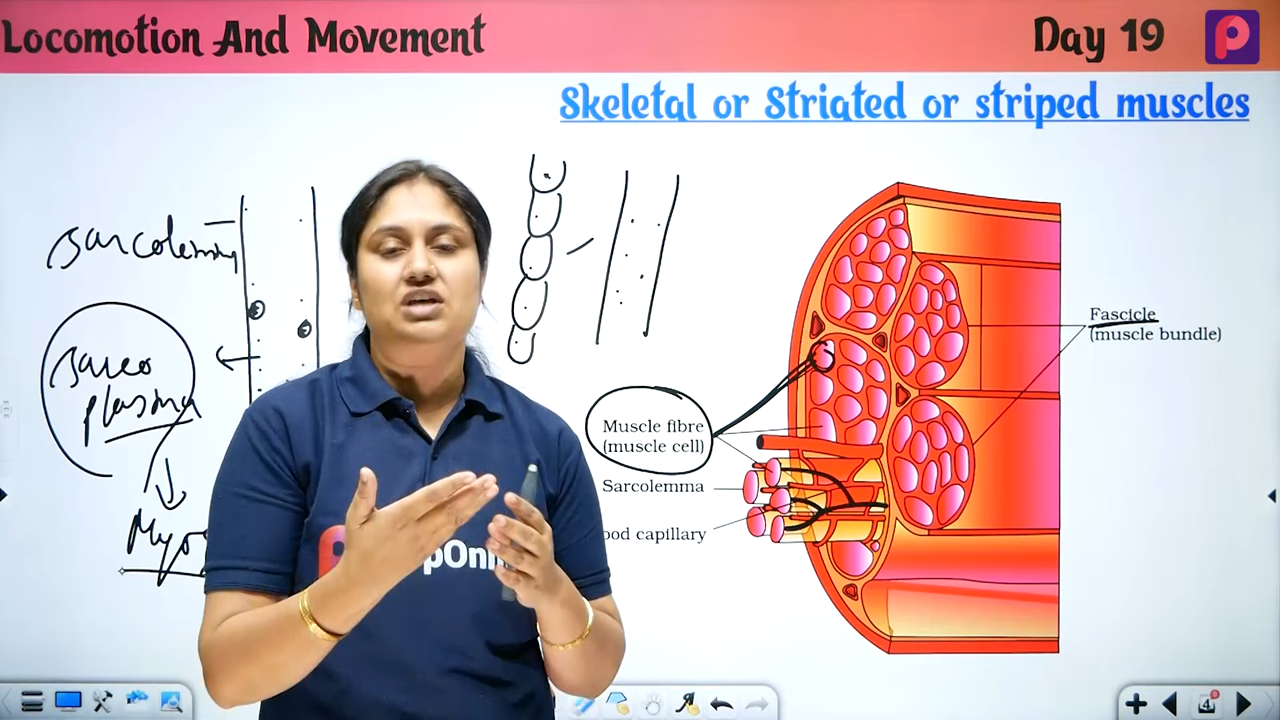 Locomotion And Movement
Day 19
Skeletal or Striated or striped muscles
sarcolemma
sarco
plasma
Fascicle
(muscle bundle)
Muscle fibre
(muscle cell)
Sarcolemma
ood capillary
4